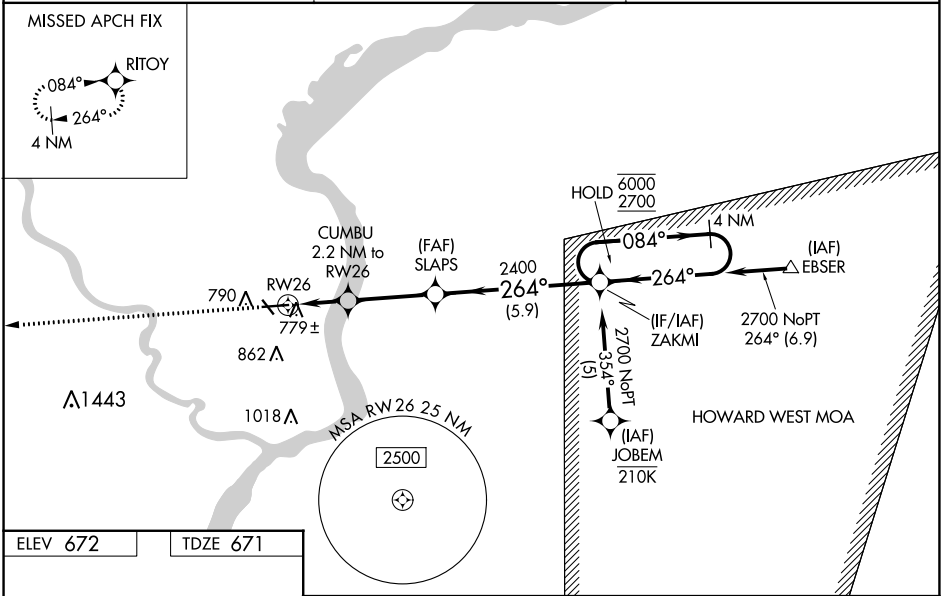 MISSED APCH FIX
RITOY
084°
264°
4 NM
HOLD
6000
2700
4 NM
084°
264°
(IAF)
EBSER
CUMBU
2.2 NM to
RW26
(FAF)
SLAPS
2400
264°
(5.9)
RW26
790
779±
862
(IF/IAF)
ZAKMI
2700 NoPT
264° (6.9)
2700 NoPT
354°
(5)
1443
1018
MSA RW26 25 NM
2500
(IAF)
JOBEM
210K
HOWARD WEST MOA
ELEV 672
TDZE 671